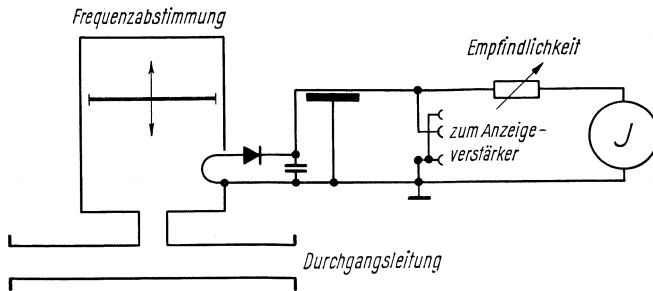 Frequenzabstimmung
Empfindlichkeit
zum Anzeige-
verstärker
J
Durchgangsleitung